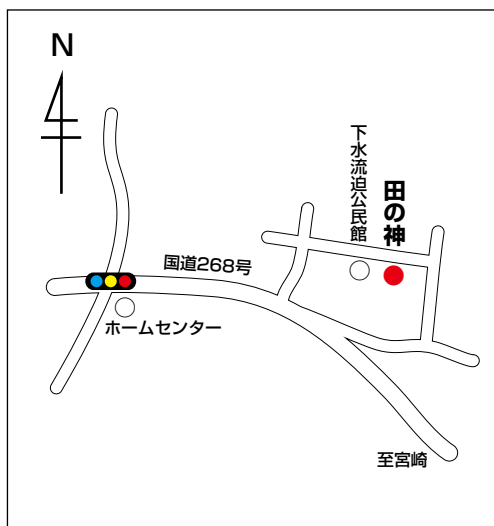 N
下水流迫公民館
田の神
国道268号
ホームセンター
至宮崎